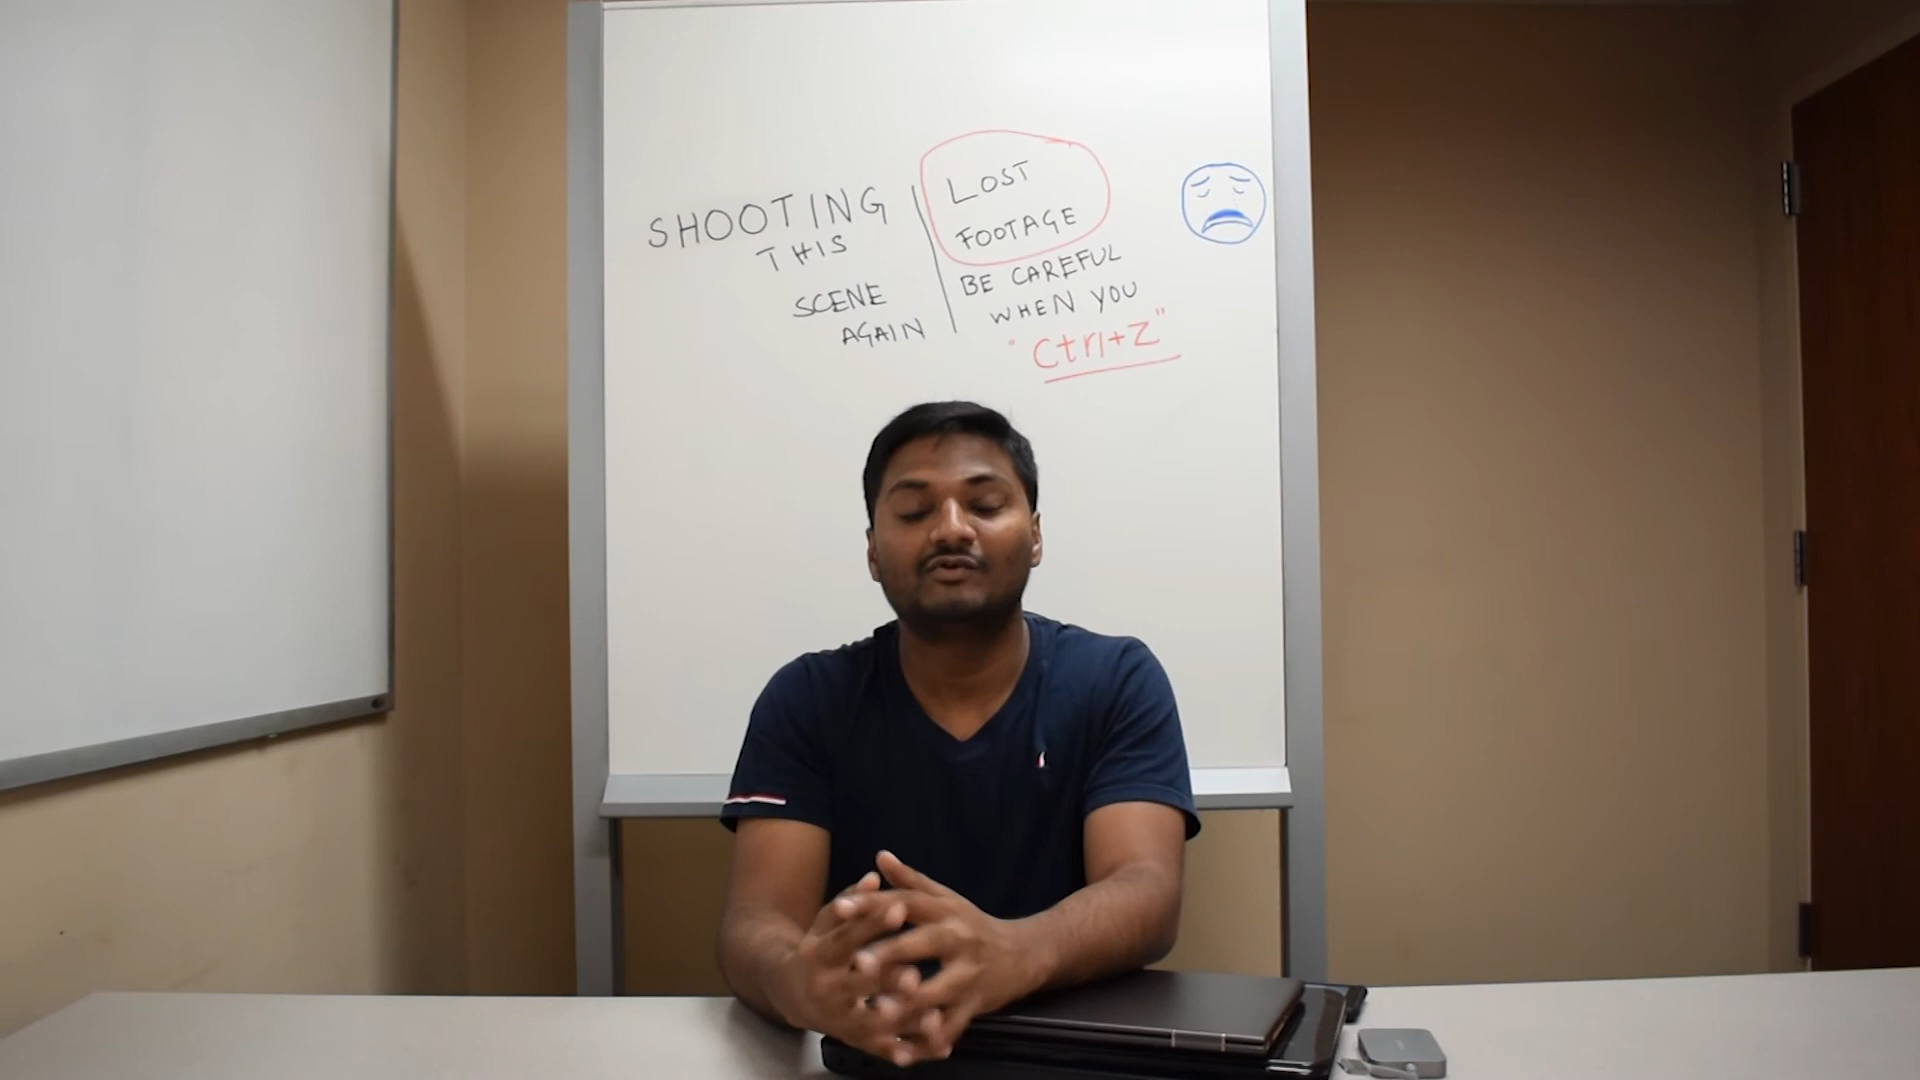 SHOOTING
THIS
SCENE
AGAIN
LOST
FOOTAGE
BE CAREFUL
WHEN YOU
"Ctrl+Z"